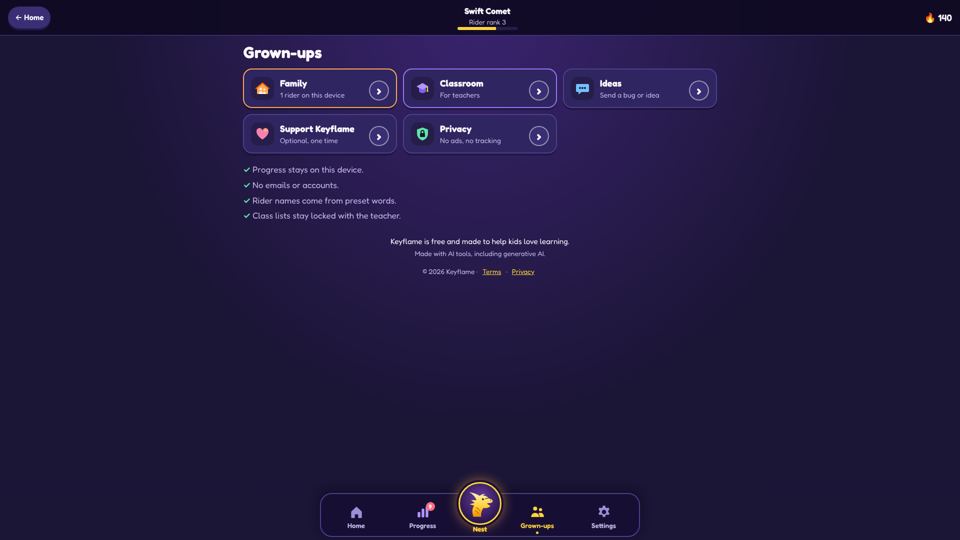 ← Home
Swift Comet
Rider rank 3
140
Grown-ups
Family
1 rider on this device
Classroom
For teachers
Ideas
Send a bug or idea
Support Keyflame
Optional, one time
Privacy
No ads, no tracking
✓ Progress stays on this device.
✓ No emails or accounts.
✓ Rider names come from preset words.
✓ Class lists stay locked with the teacher.
Keyflame is free and made to help kids love learning.
Made with AI tools, including generative AI.
© 2026 Keyflame · Terms · Privacy
Home
Progress
Nest
Grown-ups
Settings